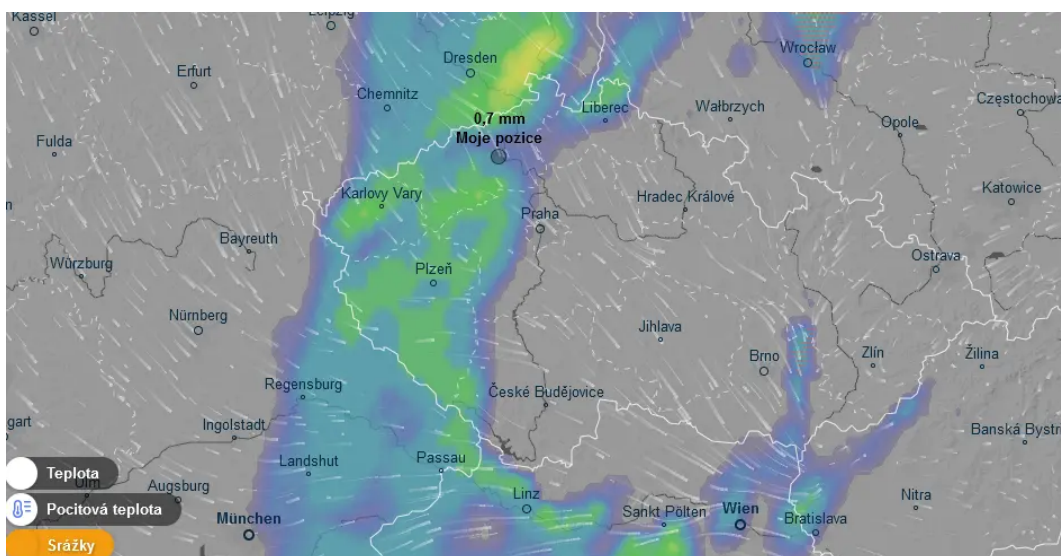 Kassel
Leipzig
Dresden
Wrocław
Erfurt
Chemnitz
Liberec
Wałbrzych
Częstochowa
0,7 mm
Moje pozice
Opole
Fulda
Karlovy Vary
Hradec Králové
Katowice
Praha
Bayreuth
Würzburg
Ostrava
Plzeň
Nürnberg
Jihlava
Brno
Zlín
Žilina
Regensburg
České Budějovice
Ingolstadt
Banská Bystri
Landshut
Passau
Teplota
Ulm
Augsburg
Linz
Nitra
Pocitová teplota
Sankt Pölten
Wien
München
Bratislava
Srážky